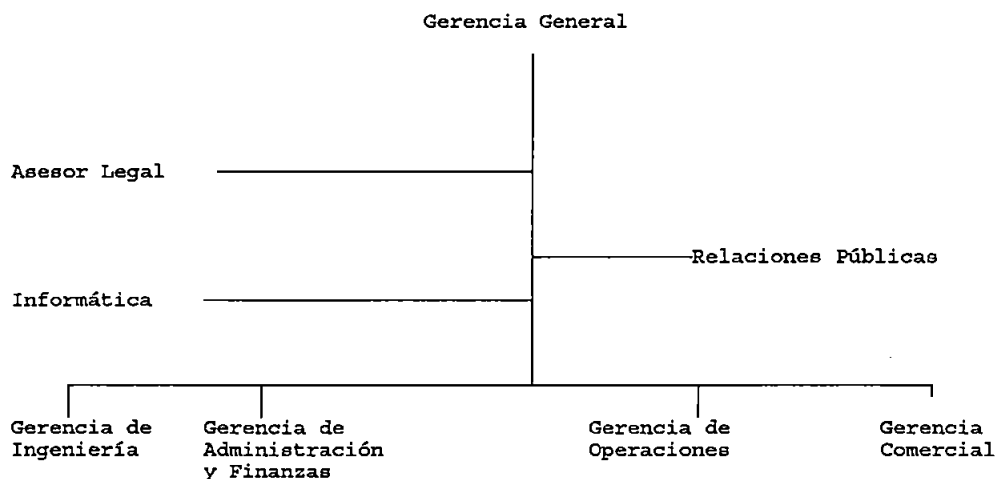 Gerencia General
Asesor Legal
Relaciones Públicas
Informática
Gerencia de
Ingeniería
Gerencia de
Administración
y Finanzas
Gerencia de
Operaciones
Gerencia
Comercial